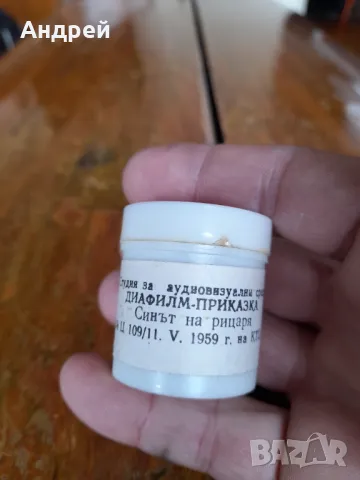 ← Андрей
студия за аудиовизуални
ДИАФИЛМ-ПРИКАЗКА
Синът на рицаря
Ц 109/11. V. 1959 г. на
BAZAR